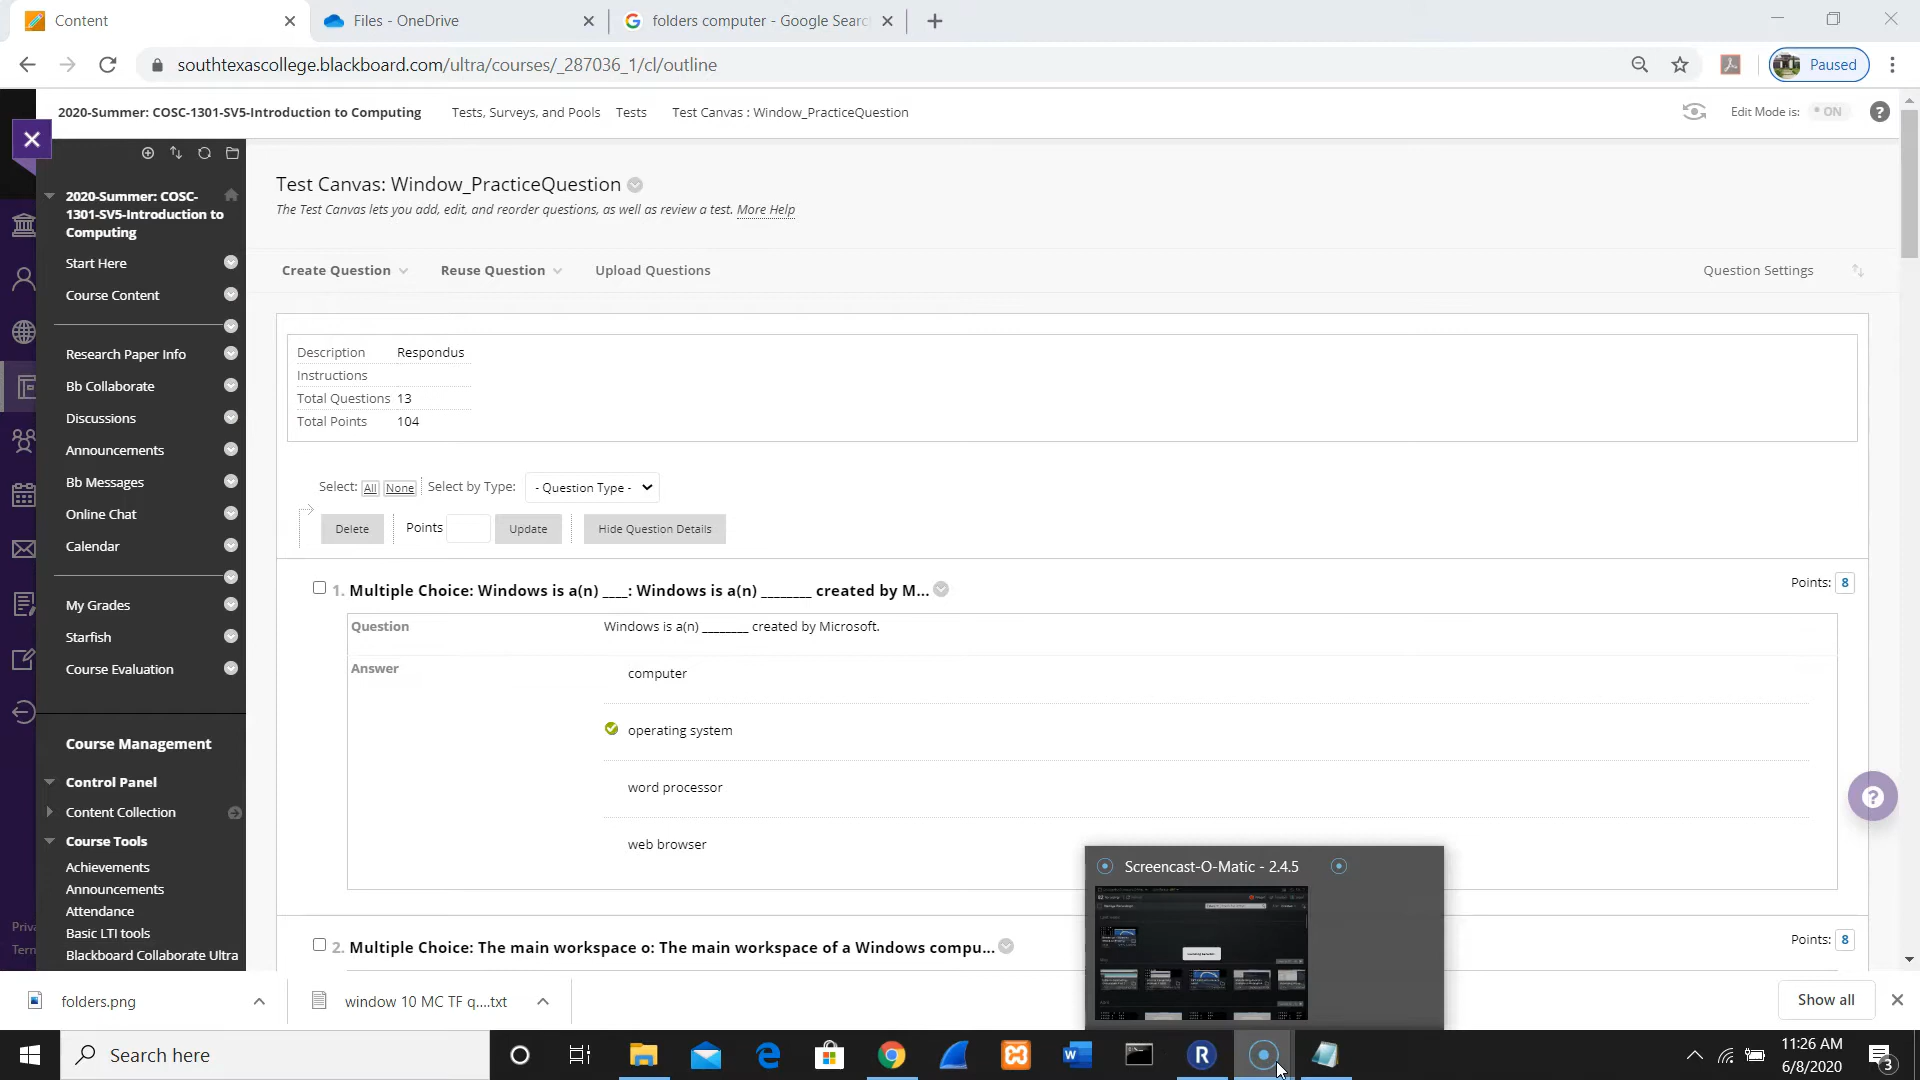 Content
Files - OneDrive
folders computer - Google Searc
southtexascollege.blackboard.com/ultra/courses/_287036_1/cl/outline
Paused
2020-Summer: COSC-1301-SV5-Introduction to Computing
Tests, Surveys, and Pools
Tests
Test Canvas : Window_PracticeQuestion
Edit Mode is:
ON
2020-Summer: COSC-
1301-SV5-Introduction to
Computing
Start Here
Course Content
Research Paper Info
Bb Collaborate
Discussions
Announcements
Bb Messages
Online Chat
Calendar
My Grades
Starfish
Course Evaluation
Course Management
Control Panel
Content Collection
Course Tools
Achievements
Announcements
Attendance
Basic LTI tools
Blackboard Collaborate Ultra
Priva
Term
Test Canvas: Window_PracticeQuestion
The Test Canvas lets you add, edit, and reorder questions, as well as review a test. More Help
Create Question
Reuse Question
Upload Questions
Question Settings
Description Respondus
Instructions
Total Questions 13
Total Points 104
Select: All None Select by Type: - Question Type -
Delete Points Update Hide Question Details
1. Multiple Choice: Windows is a(n) ____: Windows is a(n) ________ created by M...
Points: 8
Question Windows is a(n) ________ created by Microsoft.
Answer computer
operating system
word processor
web browser
2. Multiple Choice: The main workspace o: The main workspace of a Windows compu...
Points: 8
Screencast-O-Matic - 2.4.5
folders.png
window 10 MC TF q....txt
Show all
Search here
11:26 AM
6/8/2020
3